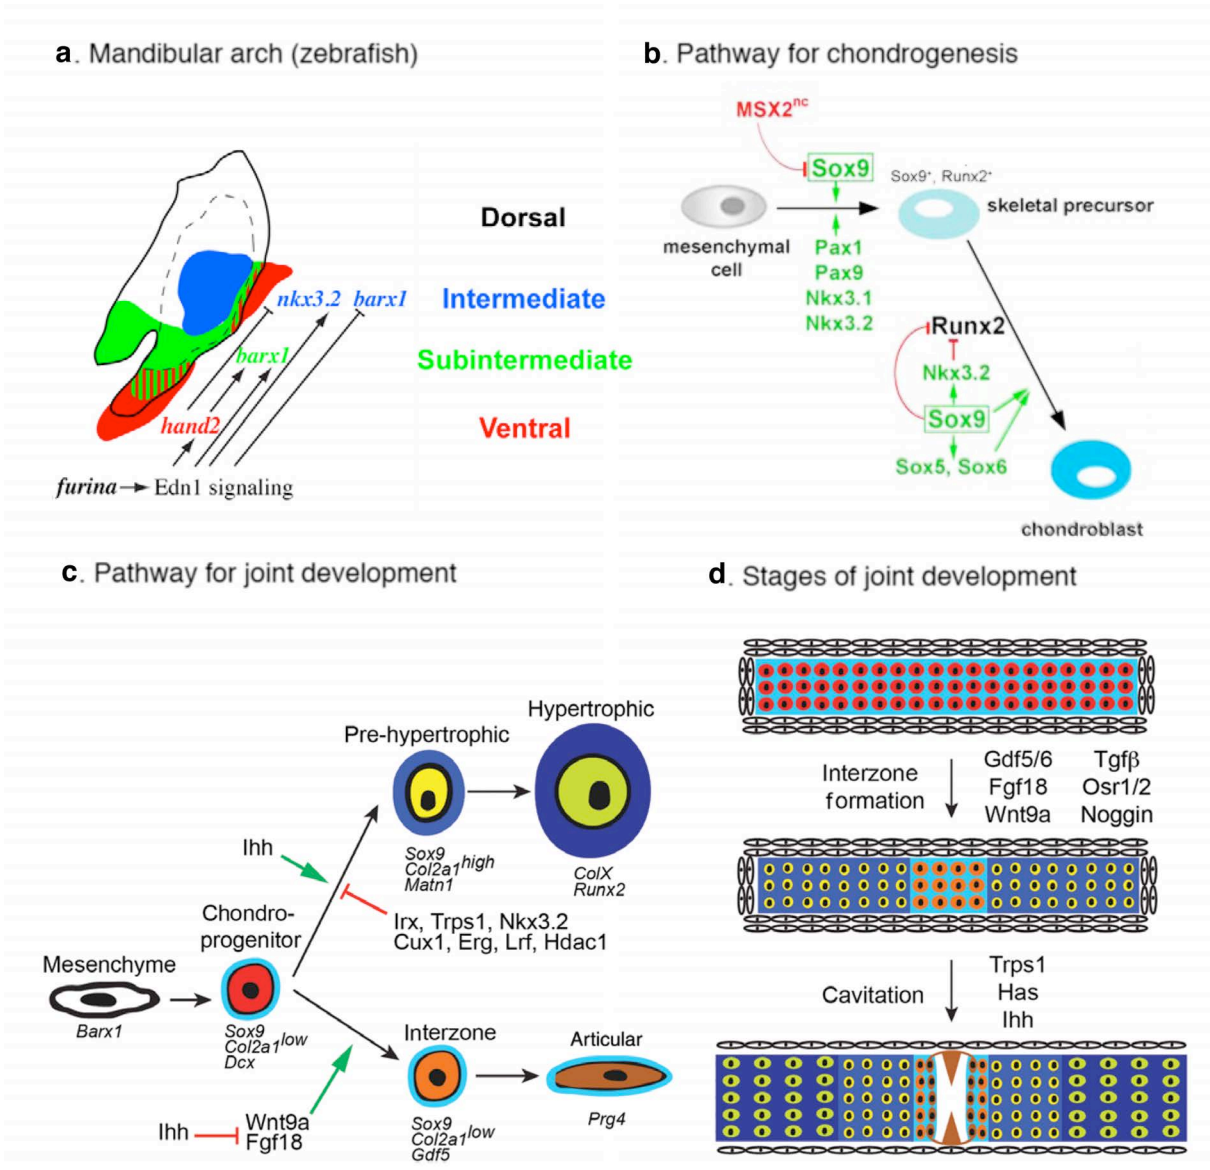 a. Mandibular arch (zebrafish)
Dorsal
nkx3.2 barx1
Intermediate
barx1
Subintermediate
hand2
Ventral
furina Edn1 signaling
b. Pathway for chondrogenesis
MSX2nc
Sox9
Sox9+, Runx2+
skeletal precursor
mesenchymal
cell
Pax1
Pax9
Nkx3.1
Nkx3.2
Runx2
Nkx3.2
Sox9
Sox5, Sox6
chondroblast
c. Pathway for joint development
Hypertrophic
Pre-hypertrophic
Ihh
Sox9
Col2a1high
Matn1
ColX
Runx2
Irx, Trps1, Nkx3.2
Cux1, Erg, Lrf, Hdac1
Chondro-
progenitor
Mesenchyme
Barx1
Sox9
Col2a1low
Dcx
Interzone
Articular
Sox9
Col2a1low
Gdf5
Prg4
Ihh
Wnt9a
Fgf18
d. Stages of joint development
Interzone
formation
Gdf5/6 Tgfβ
Fgf18 Osr1/2
Wnt9a Noggin
Cavitation
Trps1
Has
Ihh